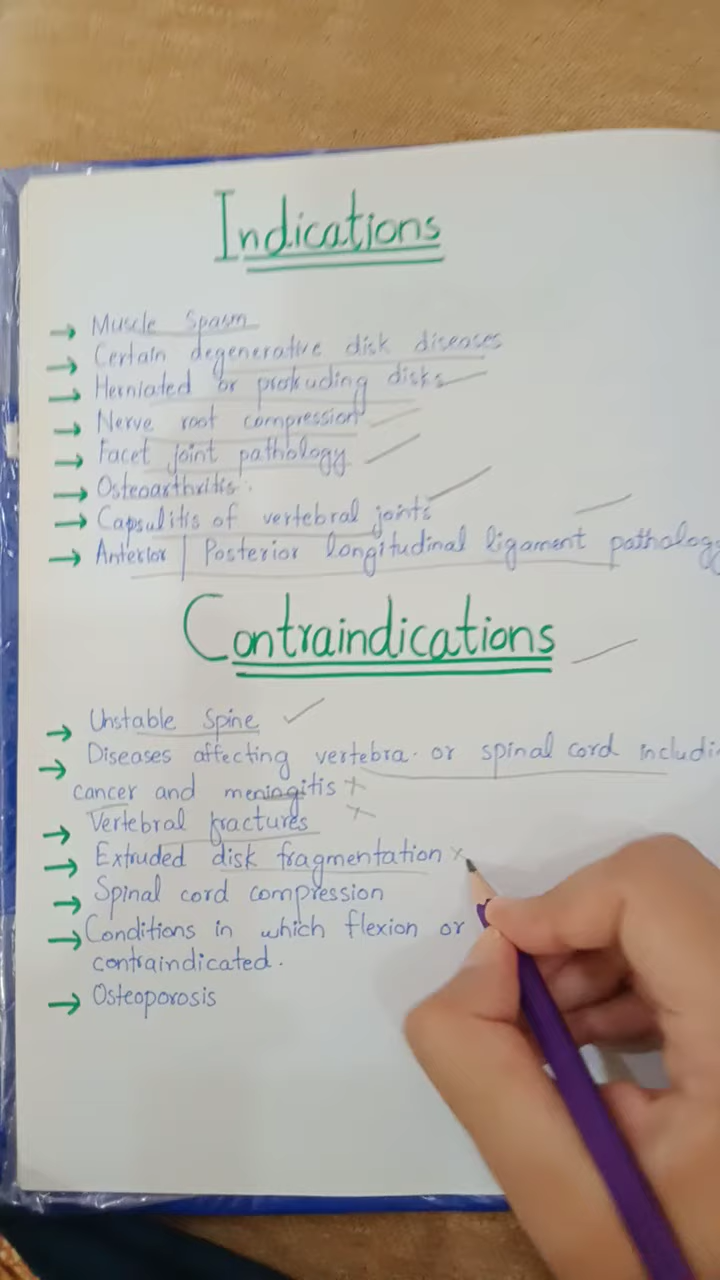 Indications
→ Muscle Spasm
→ Certain degenerative disk diseases
→ Herniated or protruding disks
→ Nerve root compression
→ Facet joint pathology
→ Osteoarthritis.
→ Capsulitis of vertebral joints
→ Anterior | Posterior longitudinal ligament pathology
Contraindications
→ Unstable Spine
→ Diseases affecting vertebra or spinal cord
cancer and meningitis
→ Vertebral fractures
→ Extruded disk fragmentation
→ Spinal cord compression
→ Conditions in which flexion or
contraindicated.
→ Osteoporosis